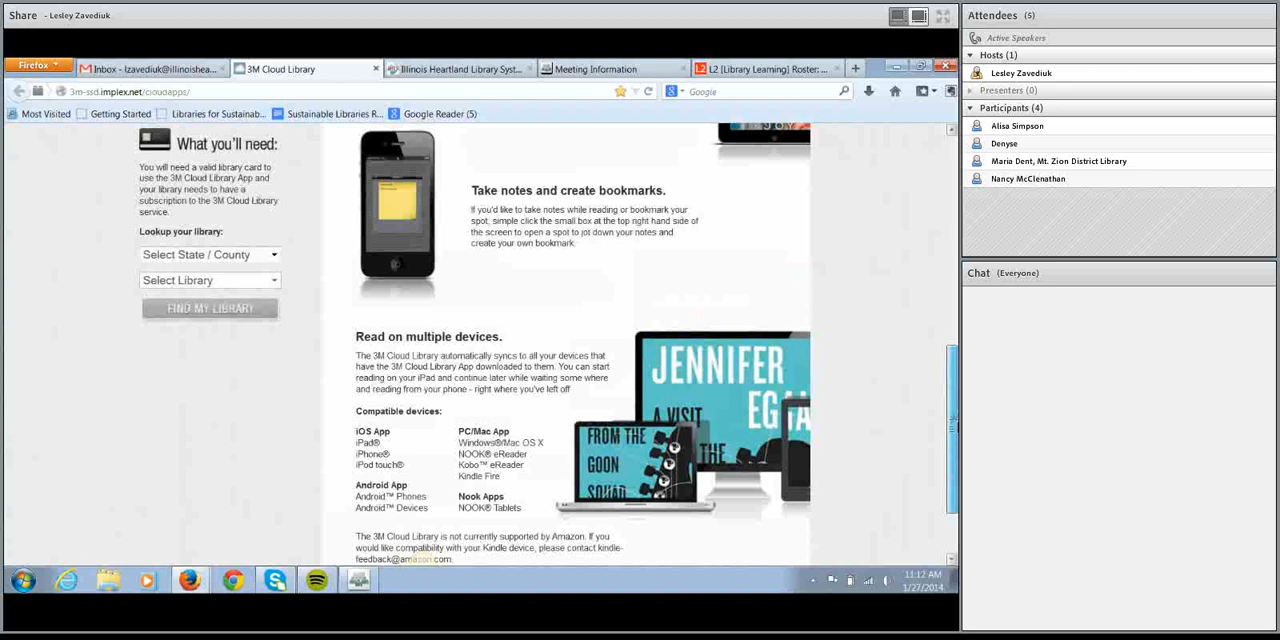 Share - Lesley Zavediuk
Firefox
Inbox - lzavediuk@illinoishea...
3M Cloud Library
Illinois Heartland Library Syst...
Meeting Information
L2 [Library Learning] Roster: ...
3m-ssd.implex.net/cloudapps/
Google
Most Visited
Getting Started
Libraries for Sustainab...
Sustainable Libraries R...
Google Reader (5)
What you'll need:
You will need a valid library card to
use the 3M Cloud Library App and
your library needs to have a
subscription to the 3M Cloud Library
service.
Lookup your library:
Select State / County
Select Library
FIND MY LIBRARY
Take notes and create bookmarks.
If you'd like to take notes while reading or bookmark your
spot, simple click the small box at the top right hand side of
the screen to open a spot to jot down your notes and
create your own bookmark.
Read on multiple devices.
The 3M Cloud Library automatically syncs to all your devices that
have the 3M Cloud Library App downloaded to them. You can start
reading on your iPad and continue later while waiting some where
and reading from your phone - right where you've left off
Compatible devices:
iOS App
iPad®
iPhone®
iPod touch®
Android App
Android™ Phones
Android™ Devices
PC/Mac App
Windows®/Mac OS X
NOOK® eReader
Kobo™ eReader
Kindle Fire
Nook Apps
NOOK® Tablets
JENNIFER
EGA
A VISIT
THE
FROM THE
GOON
SQUAD
The 3M Cloud Library is not currently supported by Amazon. If you
would like compatibility with your Kindle device, please contact kindle-
feedback@amazon.com.
11:12 AM
1/27/2014
Attendees (5)
Active Speakers
Hosts (1)
Lesley Zavediuk
Presenters (0)
Participants (4)
Alisa Simpson
Denyse
Maria Dent, Mt. Zion District Library
Nancy McClenathan
Chat (Everyone)